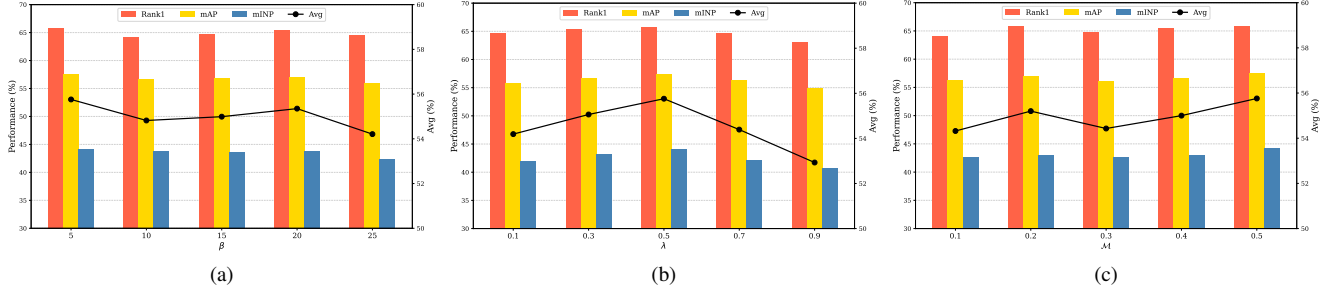 Rank1 mAP mINP Avg
Performance (%)
70
65
60
55
50
45
40
35
30
60
58
56
54
52
50
Avg (%)
5 10 15 20 25
β
(a)
Rank1 mAP mINP Avg
Performance (%)
70
65
60
55
50
45
40
35
30
60
58
56
54
52
50
Avg (%)
0.1 0.3 0.5 0.7 0.9
λ
(b)
Rank1 mAP mINP Avg
Performance (%)
70
65
60
55
50
45
40
35
30
60
58
56
54
52
50
Avg (%)
0.1 0.2 0.3 0.4 0.5
ℳ
(c)